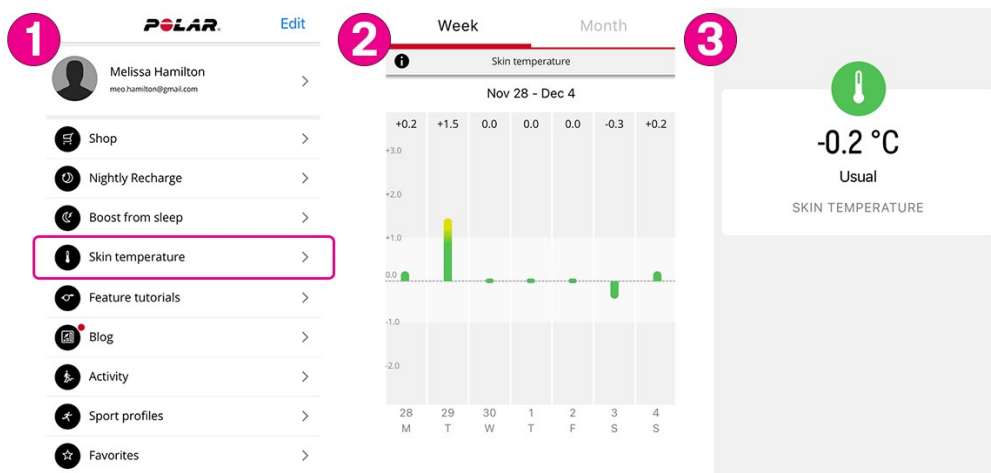 1
POLAR.
Edit
Melissa Hamilton
meo.hamilton@gmail.com
Shop
Nightly Recharge
Boost from sleep
Skin temperature
Feature tutorials
Blog
Activity
Sport profiles
Favorites
2
Week Month
Skin temperature
Nov 28 - Dec 4
+0.2 +1.5 0.0 0.0 0.0 -0.3 +0.2
+3.0
+2.0
+1.0
0.0
-1.0
-2.0
28 29 30 1 2 3 4
M T W T F S S
3
-0.2 °C
Usual
SKIN TEMPERATURE